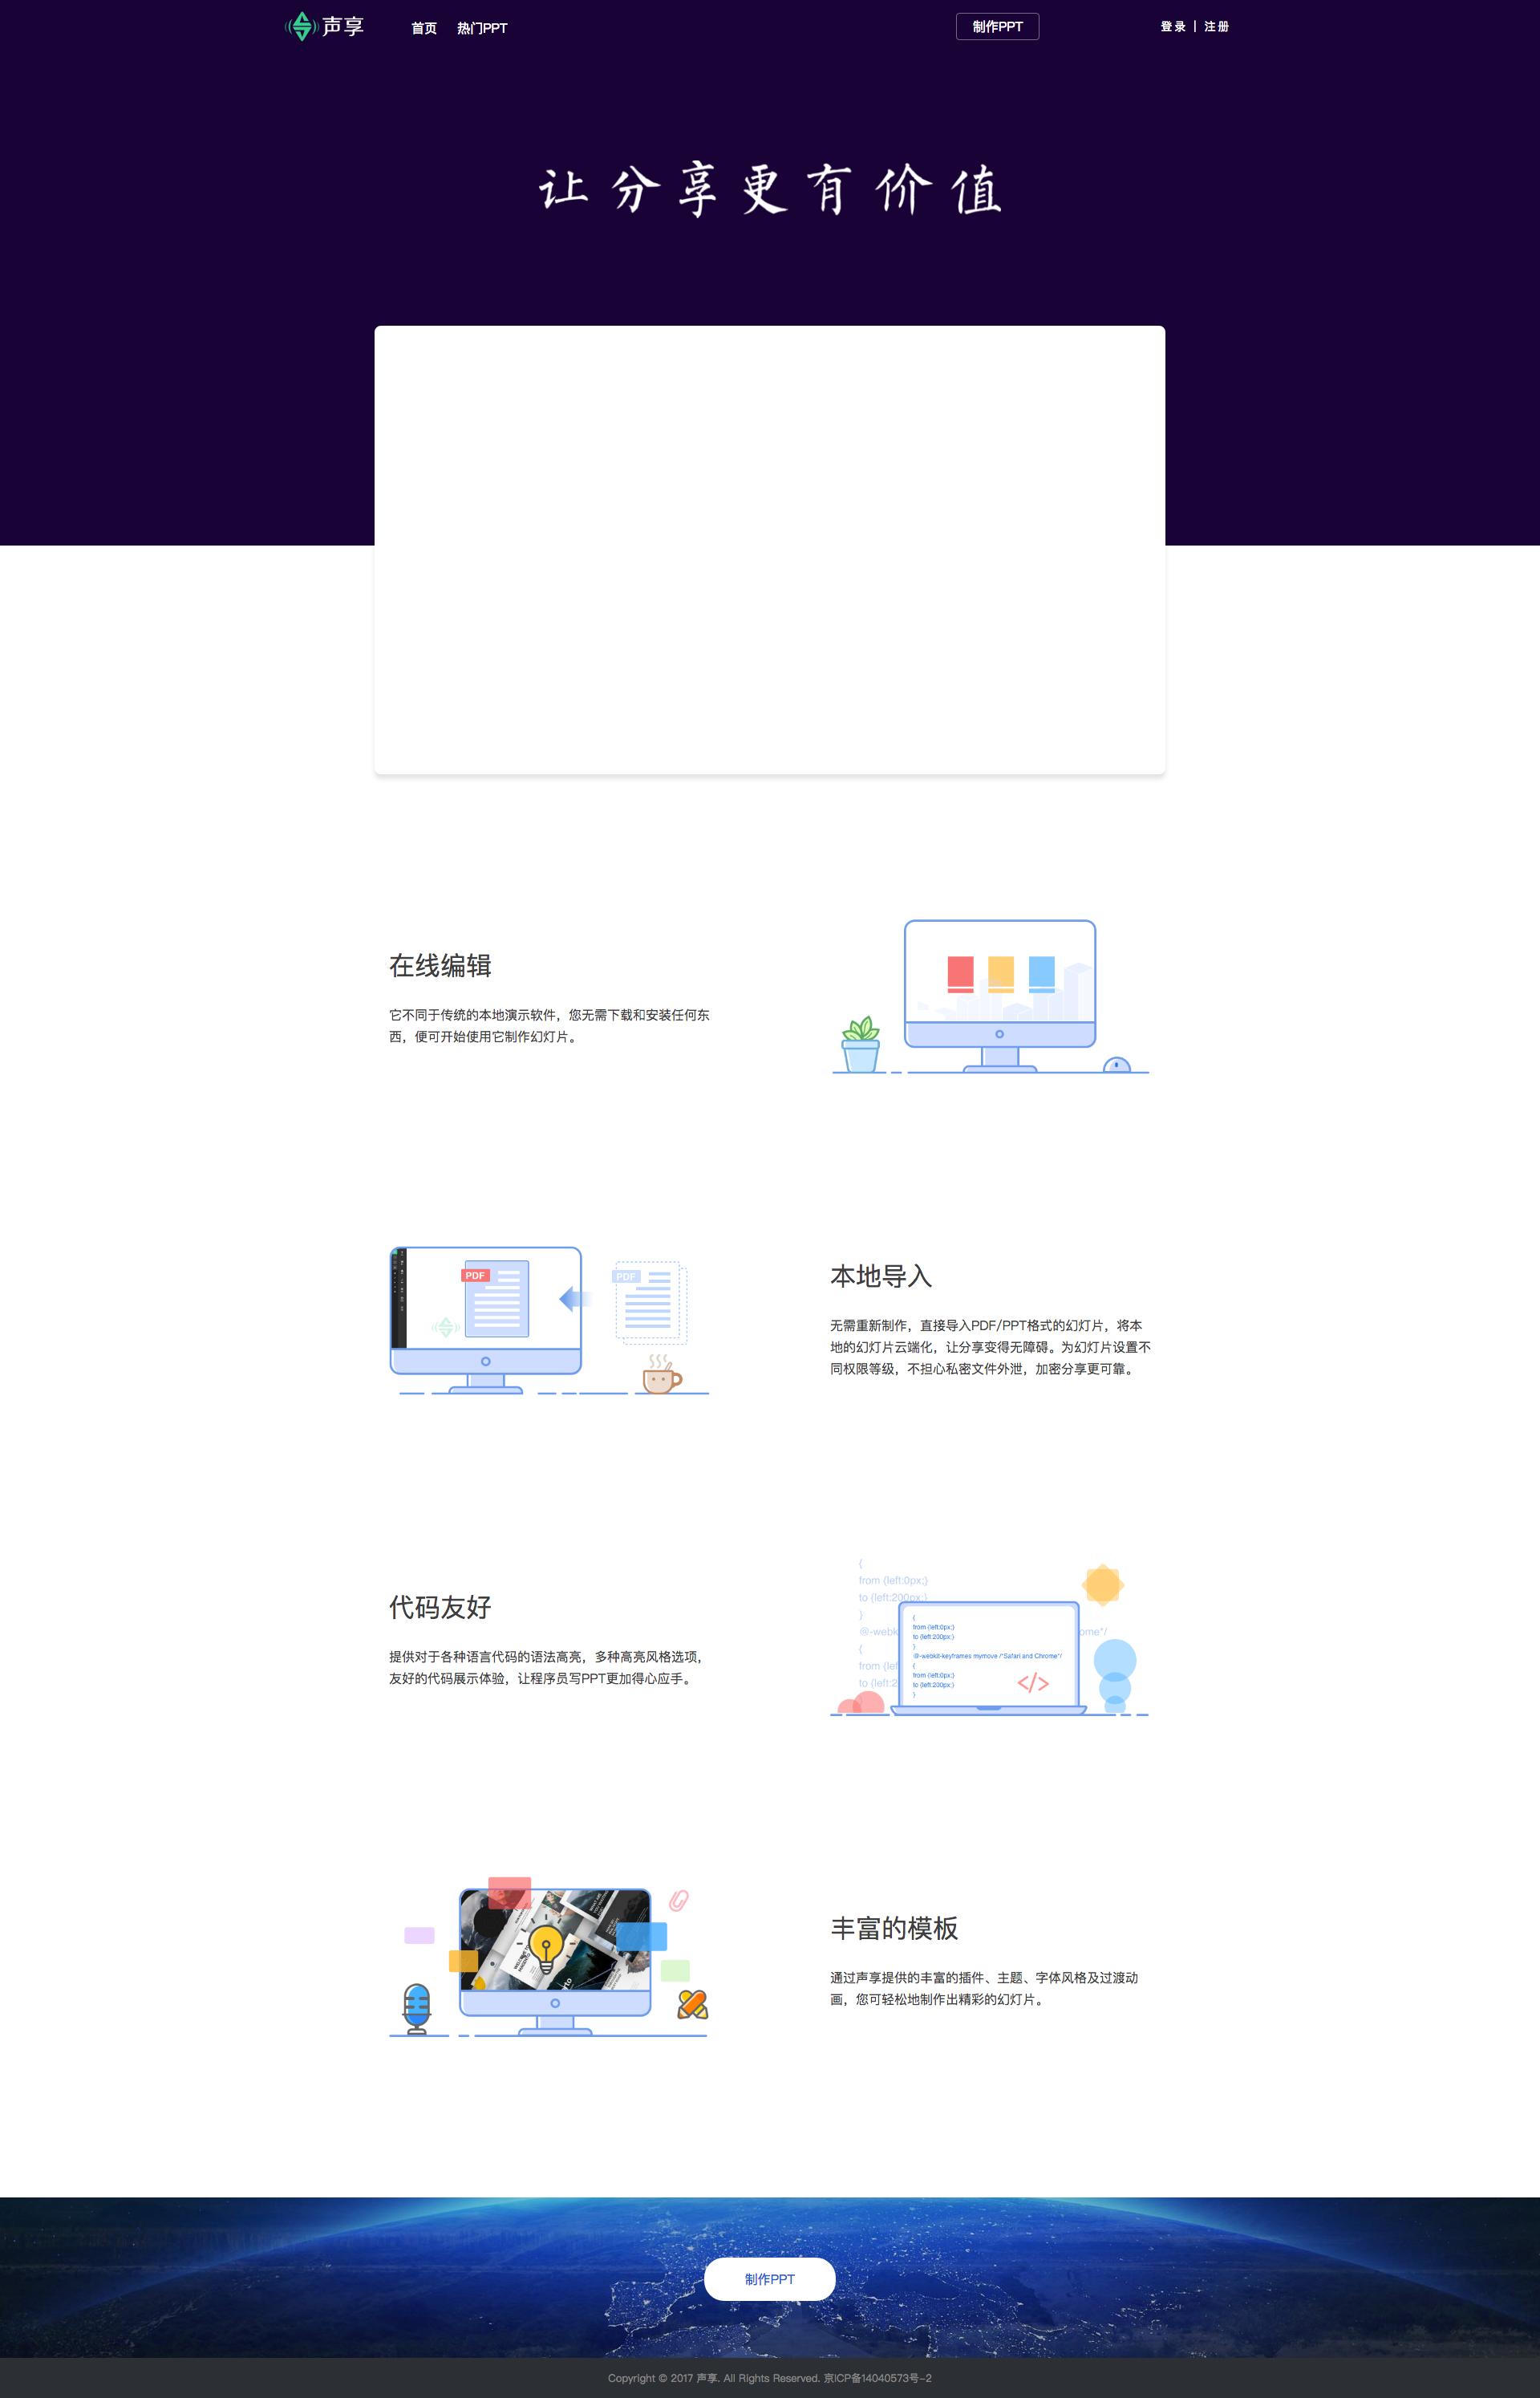 声享
首页 热门PPT 制作PPT 登录 | 注册
让分享更有价值
在线编辑
它不同于传统的本地演示软件，您无需下载和安装任何东
西，便可开始使用它制作幻灯片。
PDF
PDF
本地导入
无需重新制作，直接导入PDF/PPT格式的幻灯片，将本
地的幻灯片云端化，让分享变得无障碍。为幻灯片设置不
同权限等级，不担心私密文件外泄，加密分享更可靠。
代码友好
提供对于各种语言代码的语法高亮，多种高亮风格选项，
友好的代码展示体验，让程序员写PPT更加得心应手。
{
from {left:0px;}
to {left:200px;}
}
@-webk
ome"/
{
from {lef
to {left:2
{
from {left:0px;}
to {left:200px;}
}
@-webkit-keyframes mymove /"Safari and Chrome"/
{
from {left:0px;}
to {left:200px;}
}
</>
丰富的模板
通过声享提供的丰富的插件、主题、字体风格及过渡动
画，您可轻松地制作出精彩的幻灯片。
制作PPT
Copyright © 2017 声享. All Rights Reserved. 京ICP备14040573号-2